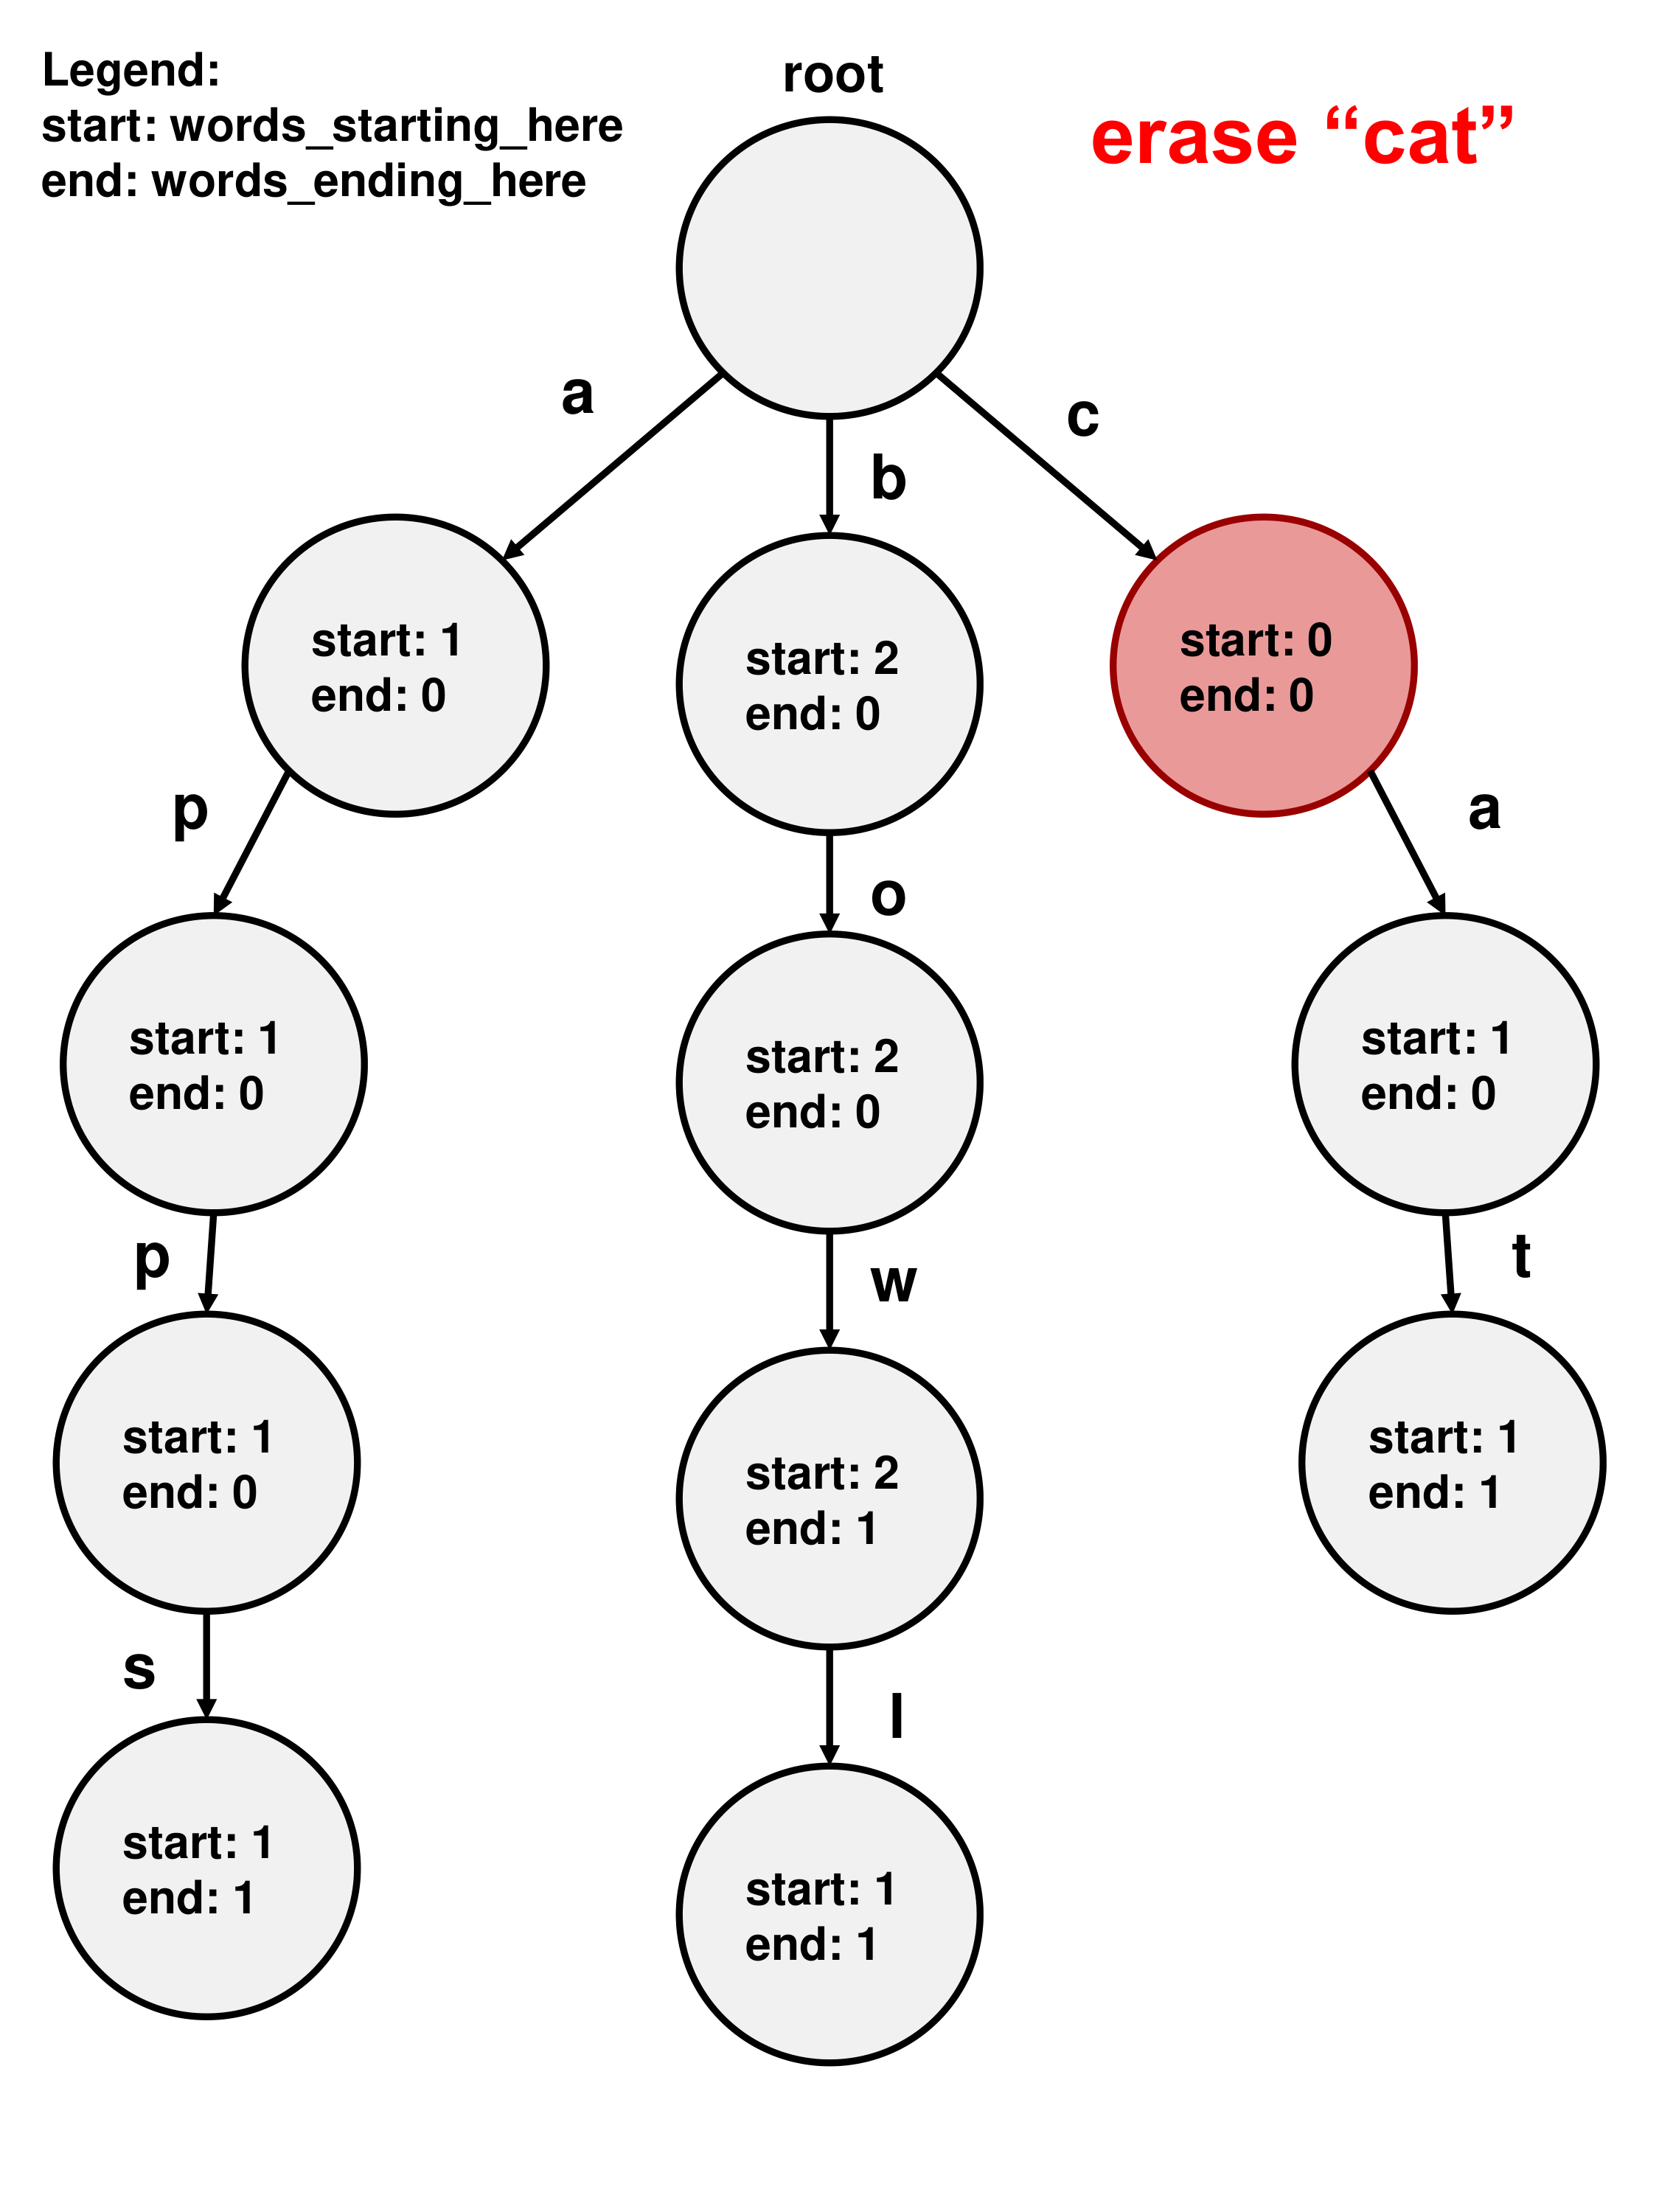 Legend:
start: words_starting_here
end: words_ending_here
root
erase “cat”
a
b
c
start: 1
end: 0
start: 2
end: 0
start: 0
end: 0
p
o
a
start: 1
end: 0
start: 2
end: 0
start: 1
end: 0
p
w
t
start: 1
end: 0
start: 2
end: 1
start: 1
end: 1
s
l
start: 1
end: 1
start: 1
end: 1